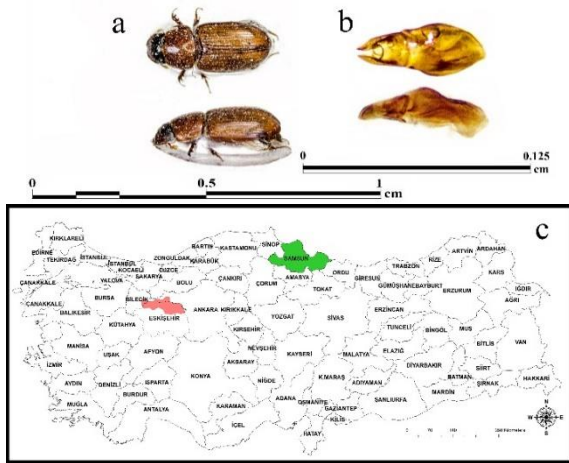 a
b
0 0.125
cm
0 0.5 1
cm
c
KIRKLARELİ
EDİRNE
TEKİRDAĞ
İSTANBUL
İSTANBUL
KOCAELİ
SAKARYA
YALOVA
DÜZCE
ZONGULDAK
BARTIN
KARABÜK
KASTAMONU
SİNOP
SAMSUN
ORDU
GİRESUN
TRABZON
RİZE
ARTVİN
ARDAHAN
KARS
IĞDIR
AĞRI
ÇANAKKALE
ÇANAKKALE
BALIKESİR
BURSA
BİLECİK
BOLU
ÇANKIRI
ÇORUM
AMASYA
TOKAT
GÜMÜŞHANE
BAYBURT
ERZURUM
ERZİNCAN
KÜTAHYA
ESKİŞEHİR
ANKARA
KIRIKKALE
YOZGAT
SİVAS
TUNCELİ
BİNGÖL
MUŞ
BİTLİS
VAN
MANİSA
UŞAK
AFYON
KIRŞEHİR
NEVŞEHİR
KAYSERİ
MALATYA
ELAZIĞ
DİYARBAKIR
BATMAN
SİİRT
ŞIRNAK
HAKKARİ
İZMİR
AYDIN
DENİZLİ
ISPARTA
KONYA
AKSARAY
NİĞDE
K.MARAŞ
ADIYAMAN
MARDİN
MUĞLA
BURDUR
ANTALYA
KARAMAN
İÇEL
ADANA
OSMANİYE
GAZİANTEP
KİLİS
ŞANLIURFA
HATAY
N
W E
S